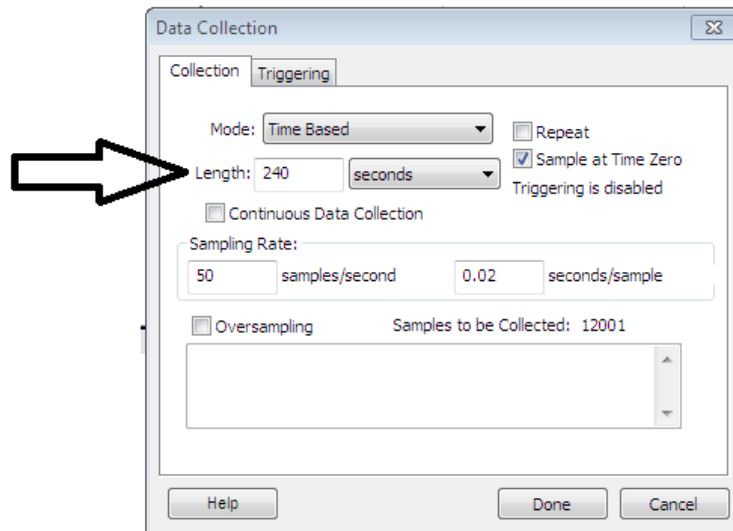 Data Collection
Collection Triggering
Mode: Time Based
Repeat
Length: 240 seconds
Sample at Time Zero
Triggering is disabled
Continuous Data Collection
Sampling Rate:
50 samples/second 0.02 seconds/sample
Oversampling Samples to be Collected: 12001
Help Done Cancel